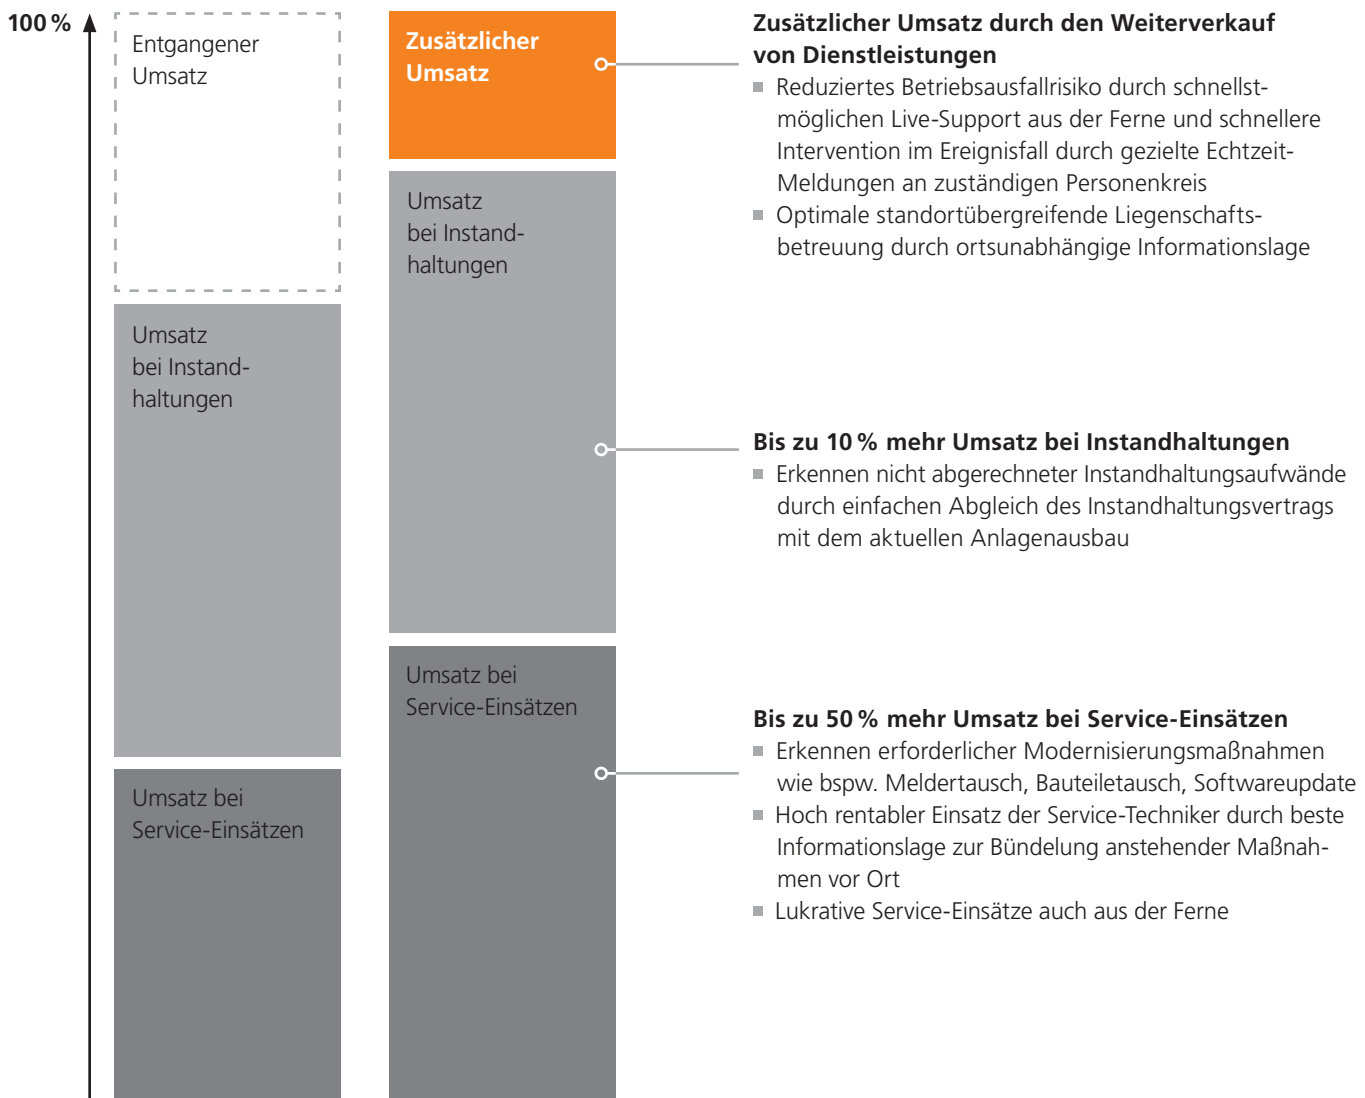 100 %
Entgangener
Umsatz
Umsatz
bei Instand-
haltungen
Umsatz bei
Service-Einsätzen
Zusätzlicher
Umsatz
Umsatz
bei Instand-
haltungen
Umsatz bei
Service-Einsätzen
Zusätzlicher Umsatz durch den Weiterverkauf
von Dienstleistungen
Reduziertes Betriebsausfallrisiko durch schnellst-
möglichen Live-Support aus der Ferne und schnellere
Intervention im Ereignisfall durch gezielte Echtzeit-
Meldungen an zuständigen Personenkreis
Optimale standortübergreifende Liegenschafts-
betreuung durch ortsunabhängige Informationslage
Bis zu 10 % mehr Umsatz bei Instandhaltungen
Erkennen nicht abgerechneter Instandhaltungsaufwände
durch einfachen Abgleich des Instandhaltungsvertrags
mit dem aktuellen Anlagenausbau
Bis zu 50 % mehr Umsatz bei Service-Einsätzen
Erkennen erforderlicher Modernisierungsmaßnahmen
wie bspw. Meldertausch, Bauteiletausch, Softwareupdate
Hoch rentabler Einsatz der Service-Techniker durch beste
Informationslage zur Bündelung anstehender Maßnah-
men vor Ort
Lukrative Service-Einsätze auch aus der Ferne